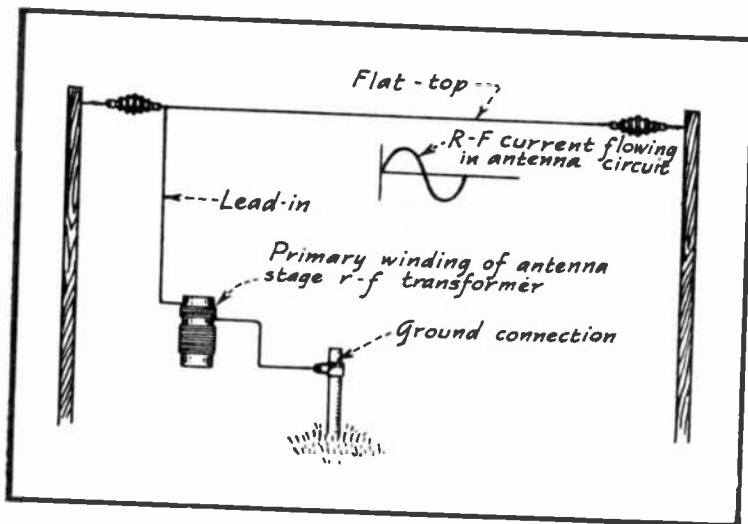 Flat-top
R-F current flowing
in antenna circuit
Lead-in
Primary winding of antenna
stage r-f transformer
Ground connection